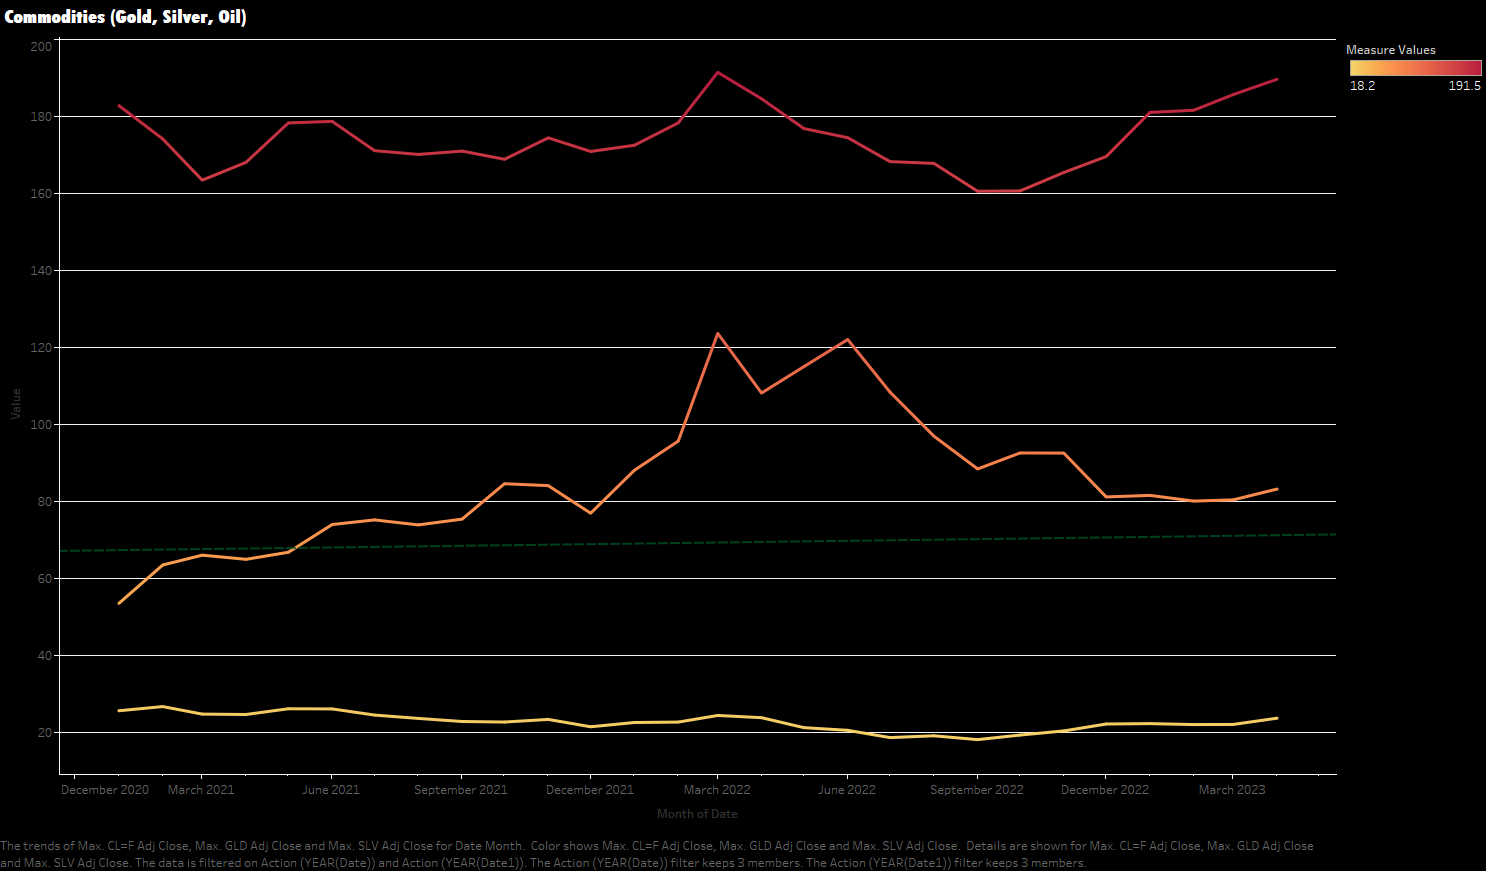 Commodities (Gold, Silver, Oil)
Measure Values
18.2 191.5
200
180
160
140
120
100
80
60
40
20
Value
December 2020 March 2021 June 2021 September 2021 December 2021 March 2022 June 2022 September 2022 December 2022 March 2023
Month of Date
The trends of Max. CL=F Adj Close, Max. GLD Adj Close and Max. SLV Adj Close for Date Month. Color shows Max. CL=F Adj Close, Max. GLD Adj Close and Max. SLV Adj Close. Details are shown for Max. CL=F Adj Close, Max. GLD Adj Close
and Max. SLV Adj Close. The data is filtered on Action (YEAR(Date)) and Action (YEAR(Date1)). The Action (YEAR(Date)) filter keeps 3 members. The Action (YEAR(Date1)) filter keeps 3 members.